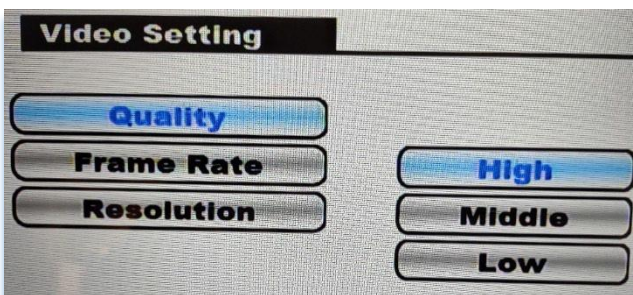 Video Setting
Quality
Frame Rate
Resolution
High
Middle
Low